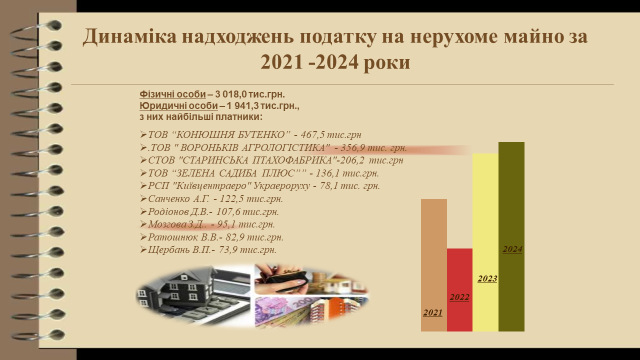 Динаміка надходжень податку на нерухоме майно за
2021 -2024 роки
Фізичні особи – 3 018,0 тис.грн.
Юридичні особи – 1 941,3 тис.грн.,
з них найбільші платники:
➢ТОВ “КОНЮШНЯ БУТЕНКО” - 467,5 тис.грн
➢.ТОВ " ВОРОНЬКІВ АГРОЛОГІСТИКА" - 356,9 тис. грн.
➢СТОВ "СТАРИНСЬКА ПТАХОФАБРИКА"-206,2 тис.грн
➢ТОВ “ЗЕЛЕНА САДИБА ПЛЮС”” - 136,1 тис.грн.
➢РСП "Київцентраеро" Украероруху - 78,1 тис. грн.
➢Санченко А.Г. - 122,5 тис.грн.
➢Родіонов Д.В.- 107,6 тис.грн.
➢Мозгова З.Д.. - 95,1 тис.грн.
➢Ратошнюк В.В.- 82,9 тис.грн.
➢Щербань В.П.- 73,9 тис.грн.
2021
2022
2023
2024